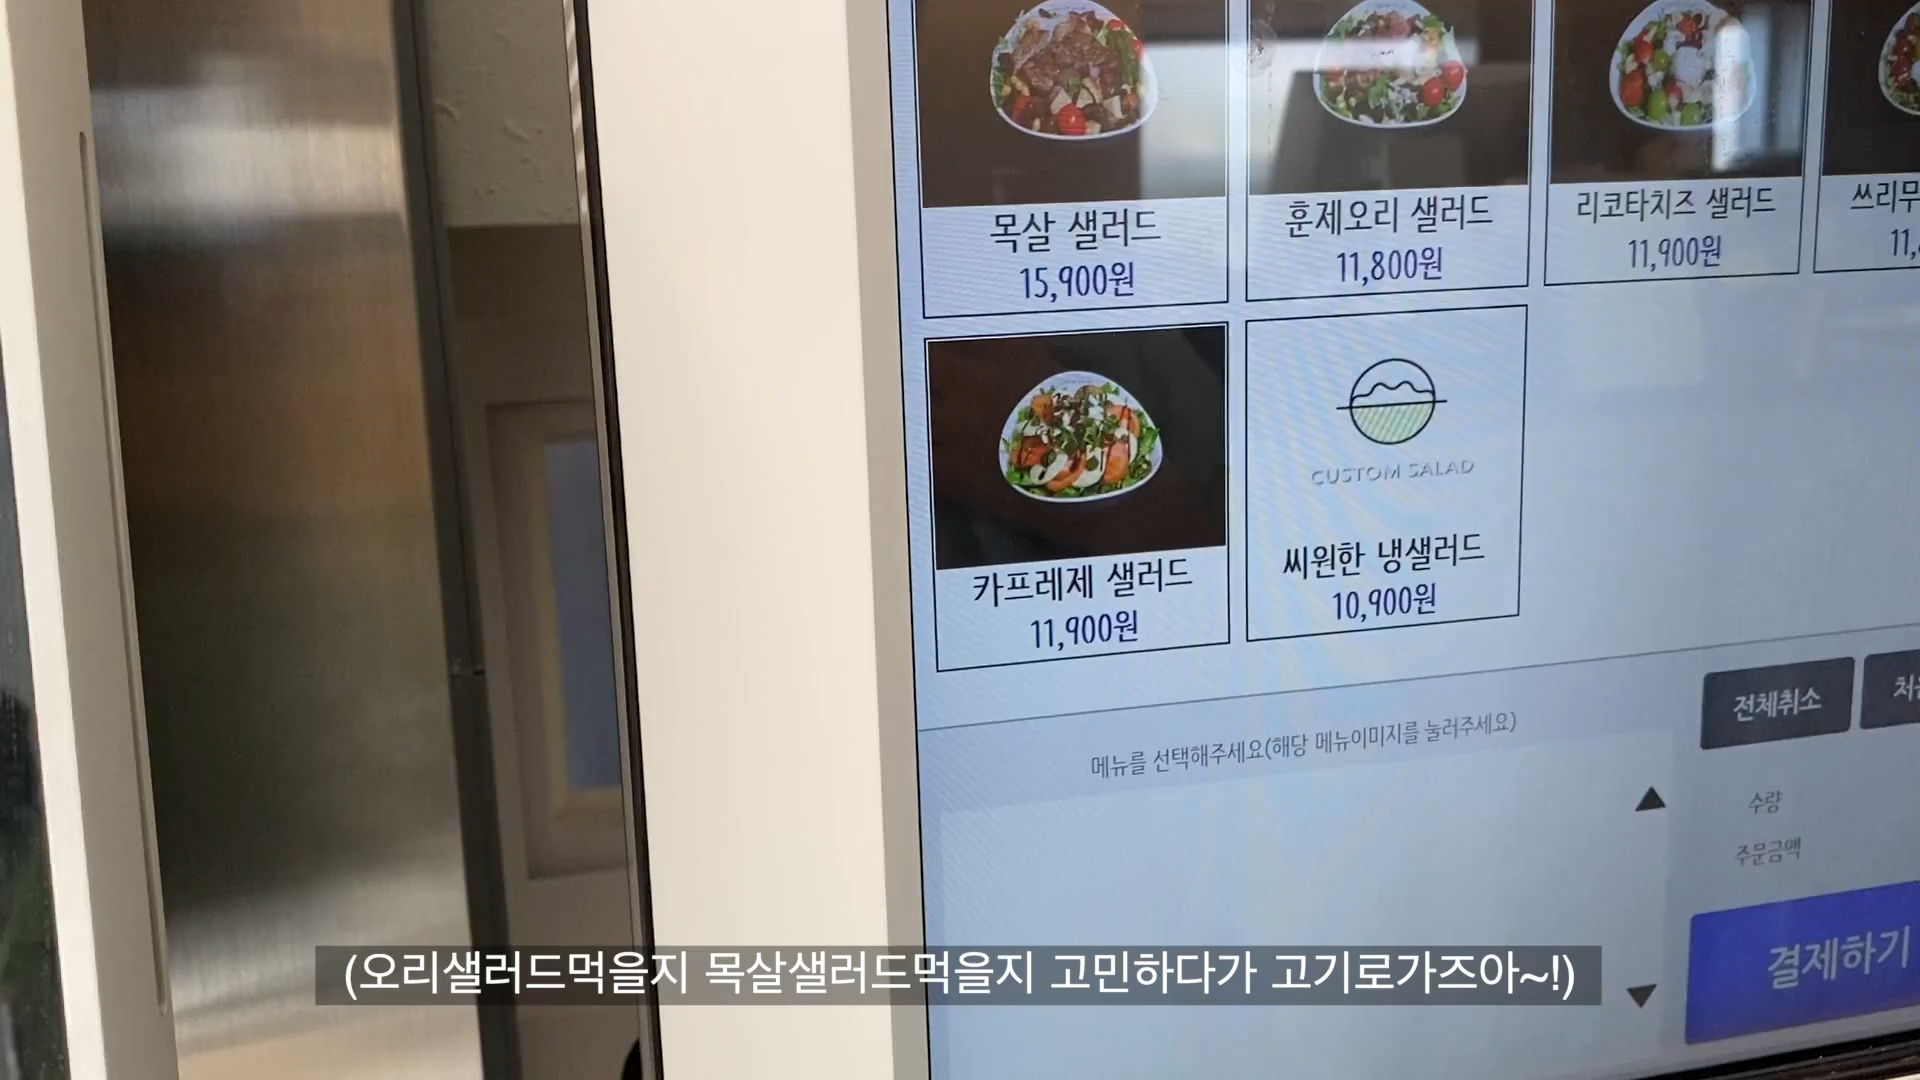 목살 샐러드
15,900원
훈제오리 샐러드
11,800원
리코타치즈 샐러드
11,900원
쓰리무
11,
카프레제 샐러드
11,900원
CUSTOM SALAD
씨원한 냉샐러드
10,900원
전체취소
메뉴를 선택해주세요(해당 메뉴이미지를 눌러주세요)
수량
주문금액
결제하기
(오리샐러드먹을지 목살샐러드먹을지 고민하다가 고기로가즈아~!)